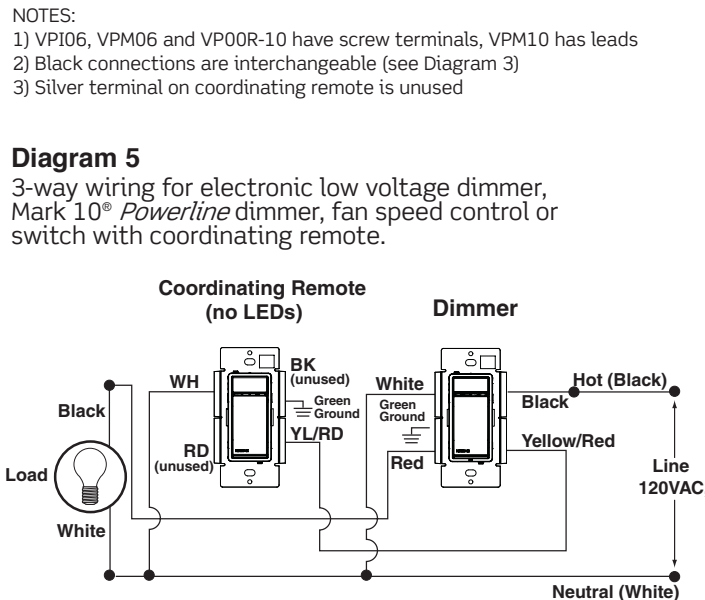 NOTES:
1) VPI06, VPM06 and VP00R-10 have screw terminals, VPM10 has leads
2) Black connections are interchangeable (see Diagram 3)
3) Silver terminal on coordinating remote is unused
Diagram 5
3-way wiring for electronic low voltage dimmer,
Mark 10® Powerline dimmer, fan speed control or
switch with coordinating remote.
Coordinating Remote
(no LEDs)
Dimmer
BK
(unused)
WH
Green
Ground
YL/RD
RD
(unused)
White
Green
Ground
Red
Hot (Black)
Black
Yellow/Red
Black
Load
White
Line
120VAC
Neutral (White)